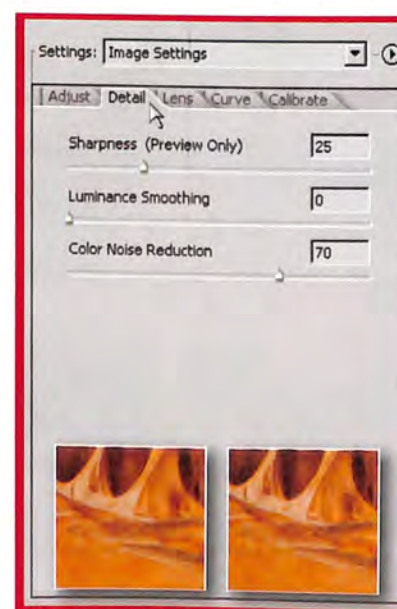 Settings: Image Settings
Adjust Detail Lens Curve Calibrate
Sharpness (Preview Only) 25
Luminance Smoothing 0
Color Noise Reduction 70